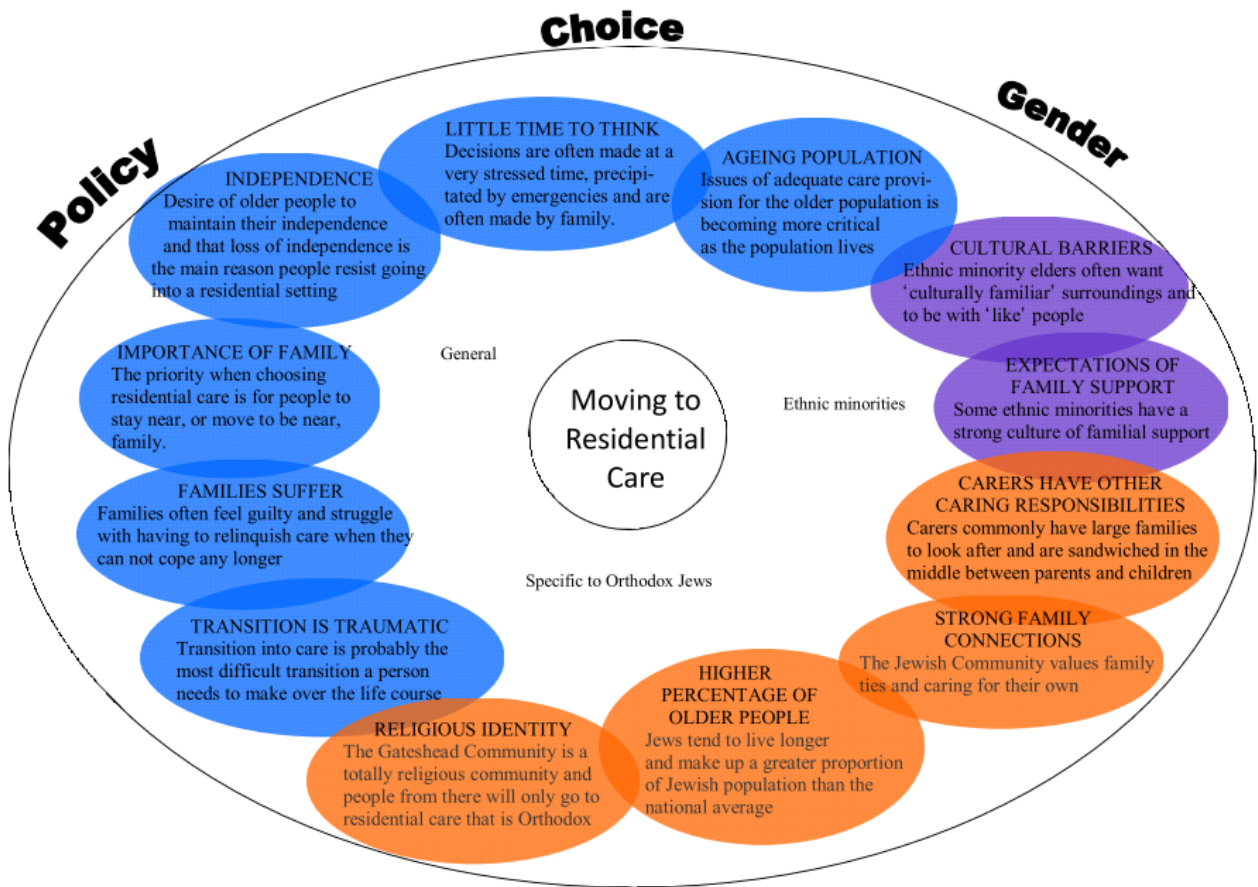 Choice
Gender
Policy
LITTLE TIME TO THINK
Decisions are often made at a
very stressed time, precipi-
tated by emergencies and are
often made by family.
AGEING POPULATION
Issues of adequate care provi-
sion for the older population is
becoming more critical
as the population lives
INDEPENDENCE
Desire of older people to
maintain their independence
and that loss of independence is
the main reason people resist going
into a residential setting
CULTURAL BARRIERS
Ethnic minority elders often want
‘culturally familiar’ surroundings and
to be with ‘like’ people
IMPORTANCE OF FAMILY
The priority when choosing
residential care is for people to
stay near, or move to be near,
family.
General
Moving to
Residential
Care
Ethnic minorities
EXPECTATIONS OF
FAMILY SUPPORT
Some ethnic minorities have a
strong culture of familial support
FAMILIES SUFFER
Families often feel guilty and struggle
with having to relinquish care when they
can not cope any longer
CARERS HAVE OTHER
CARING RESPONSIBILITIES
Carers commonly have large families
to look after and are sandwiched in the
middle between parents and children
Specific to Orthodox Jews
TRANSITION IS TRAUMATIC
Transition into care is probably the
most difficult transition a person
needs to make over the life course
STRONG FAMILY
CONNECTIONS
The Jewish Community values family
ties and caring for their own
HIGHER
PERCENTAGE OF
OLDER PEOPLE
Jews tend to live longer
and make up a greater proportion
of Jewish population than the
national average
RELIGIOUS IDENTITY
The Gateshead Community is a
totally religious community and
people from there will only go to
residential care that is Orthodox